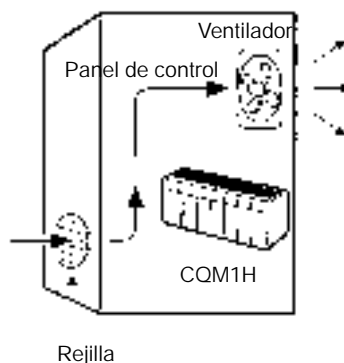 Ventilador
Panel de control
CQM1H
Rejilla